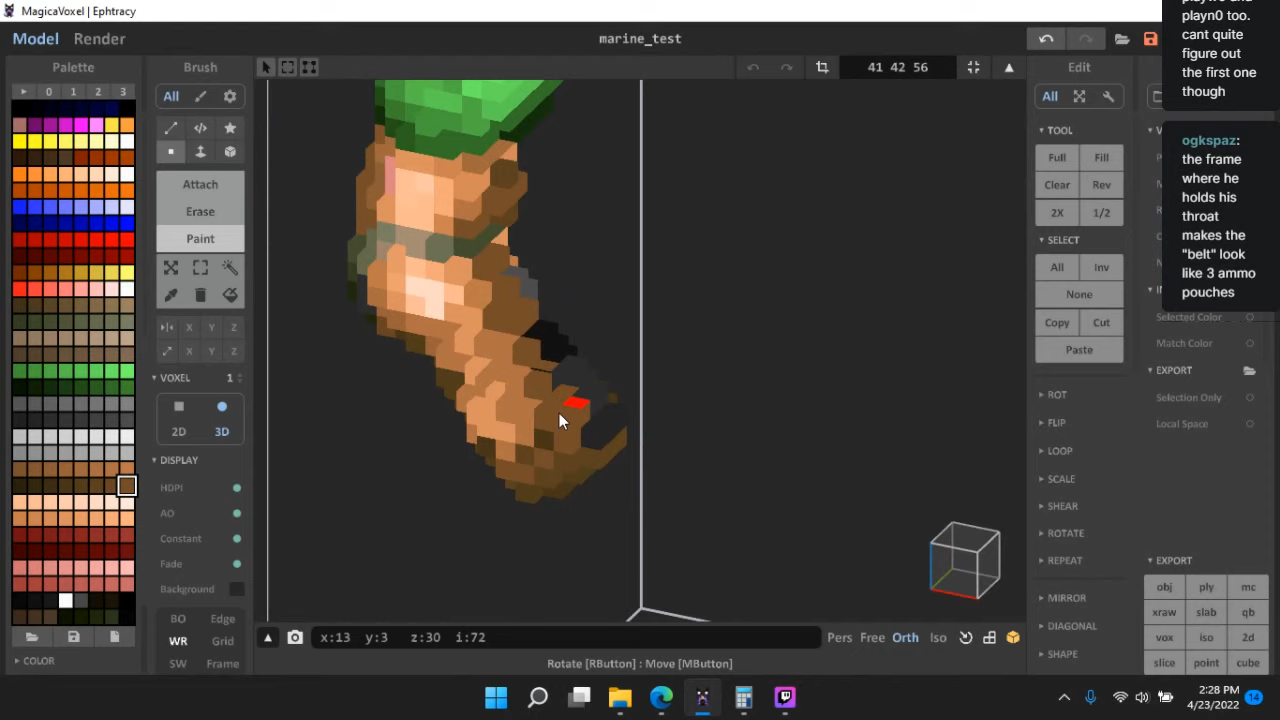 MagicaVoxel | Ephtracy
Model Render
marine_test
Palette
Brush
41 42 56
Edit
0 1 2 3
All
All
TOOL
Full Fill
Clear Rev
2X 1/2
SELECT
All Inv
None
Copy Cut
Paste
ROT
FLIP
LOOP
SCALE
SHEAR
ROTATE
REPEAT
MIRROR
DIAGONAL
SHAPE
Attach
Erase
Paint
X Y Z
X Y Z
VOXEL 1
2D 3D
DISPLAY
HDPI
AO
Constant
Fade
Background
BO Edge
WR Grid
SW Frame
COLOR
x:13 y:3 z:30 i:72
Pers Free Orth Iso
Rotate [RButton] : Move [MButton]
playn0 too.
cant quite
figure out
the first one
though
ogkspaz:
the frame
where he
holds his
throat
makes the
"belt" look
like 3 ammo
pouches
Selected Color
Match Color
EXPORT
Selection Only
Local Space
EXPORT
obj ply mc
xraw slab qb
vox iso 2d
slice point cube
2:28 PM
4/23/2022
14